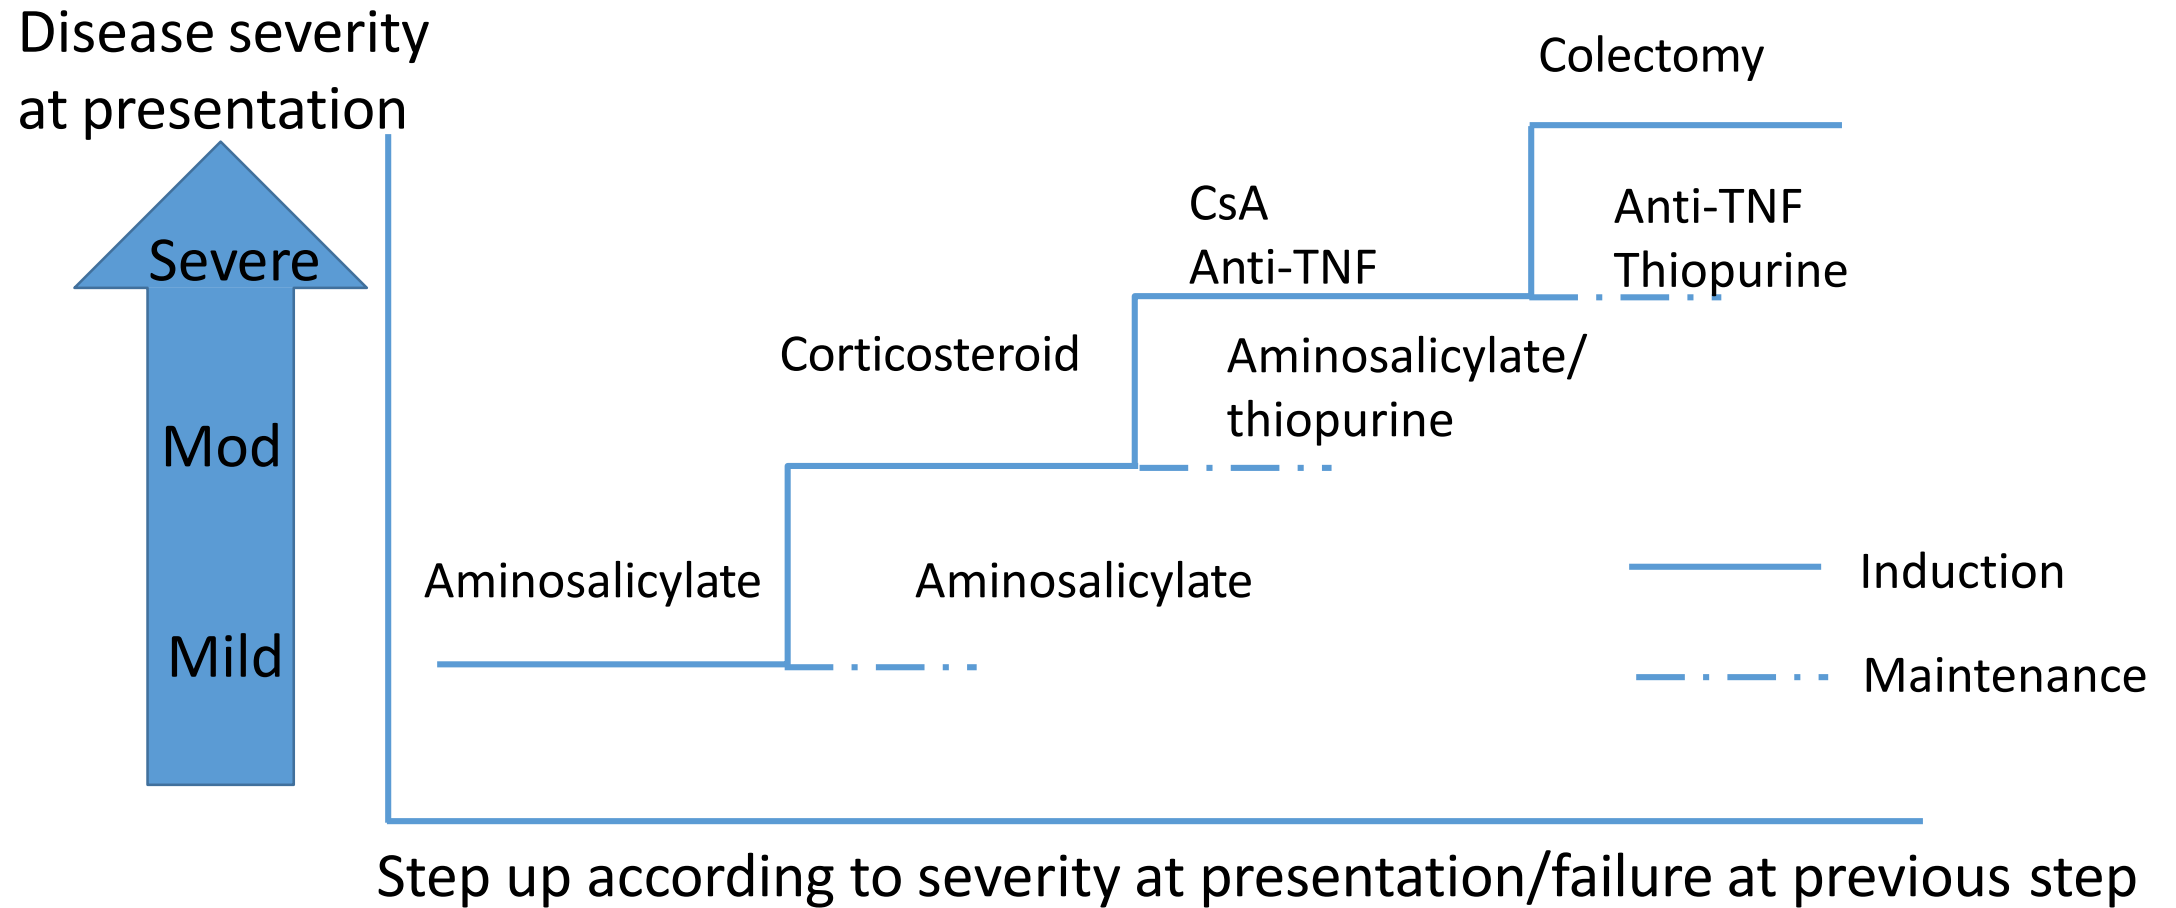 Disease severity
at presentation
Severe
Mod
Mild
Colectomy
CsA
Anti-TNF
Anti-TNF
Thiopurine
Corticosteroid
Aminosalicylate/
thiopurine
Aminosalicylate
Aminosalicylate
Induction
Maintenance
Step up according to severity at presentation/failure at previous step